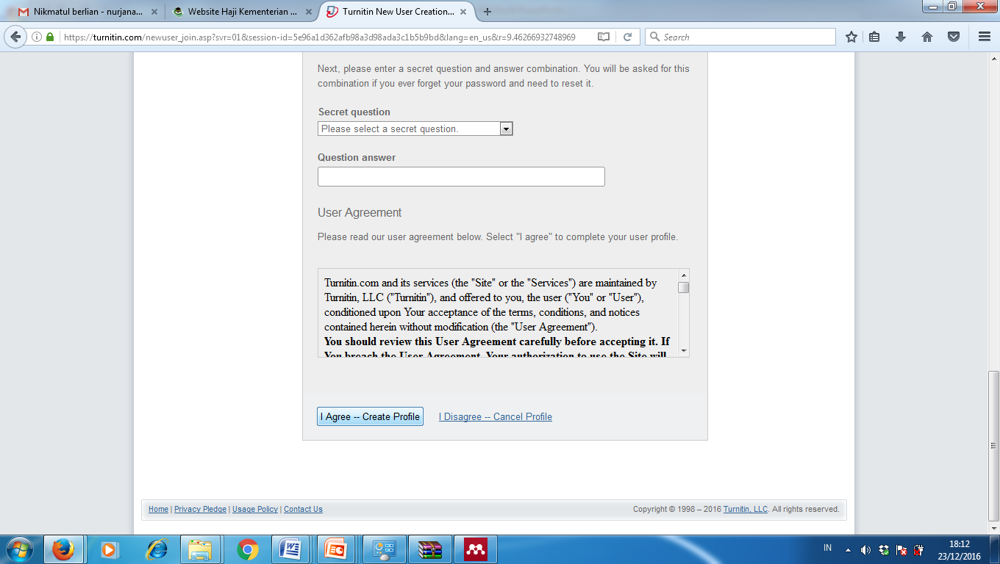 Nikmatul berlian - nurjana...
Website Haji Kementerian ...
Turnitin New User Creation...
https://turnitin.com/newuser_join.asp?svr=01&session-id=5e96a1d362afb98a3d98ada3c1b5b9bd&lang=en_us&r=9.46266932748969
Search
Next, please enter a secret question and answer combination. You will be asked for this
combination if you ever forget your password and need to reset it.
Secret question
Please select a secret question.
Question answer
User Agreement
Please read our user agreement below. Select "I agree" to complete your user profile.
Turnitin.com and its services (the "Site" or the "Services") are maintained by
Turnitin, LLC ("Turnitin"), and offered to you, the user ("You" or "User"),
conditioned upon Your acceptance of the terms, conditions, and notices
contained herein without modification (the "User Agreement").
You should review this User Agreement carefully before accepting it. If
You breach the User Agreement, Your authorization to use the Site will
I Agree -- Create Profile
I Disagree -- Cancel Profile
Home | Privacy Pledge | Usage Policy | Contact Us
Copyright © 1998 – 2016 Turnitin, LLC. All rights reserved.
IN
18:12
23/12/2016